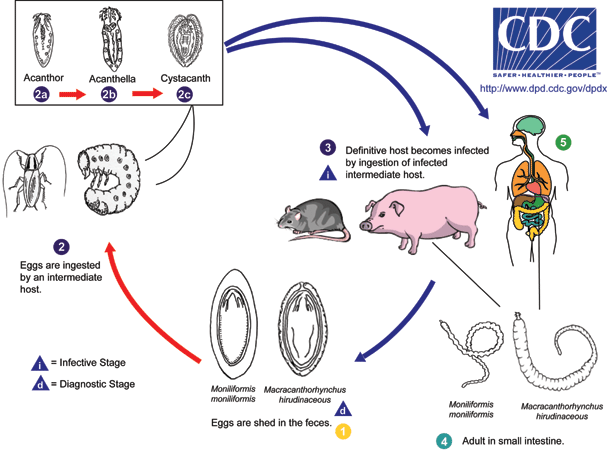 Acanthor
Acanthella
Cystacanth
2a
2b
2c
CDC
SAFER • HEALTHIER • PEOPLE™
http://www.dpd.cdc.gov/dpdx
3
i
Definitive host becomes infected
by ingestion of infected
intermediate host.
5
2
Eggs are ingested
by an intermediate
host.
i = Infective Stage
d = Diagnostic Stage
Moniliformis
moniliformis
Macracanthorhynchus
hirudinaceous
d
Eggs are shed in the feces.
1
Moniliformis
moniliformis
Macracanthorhynchus
hirudinaceous
4 Adult in small intestine.